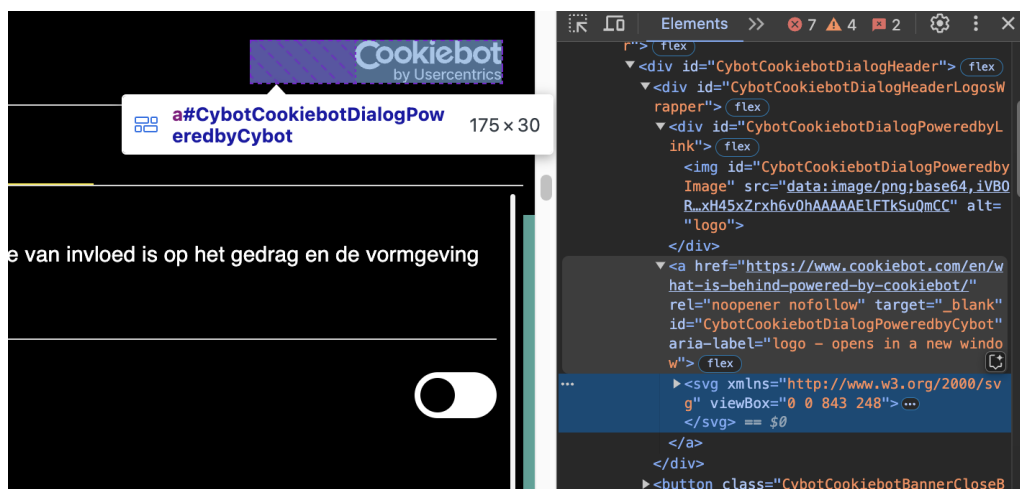 Cookiebot
by Usercentrics
a#CybotCookiebotDialogPow
eredbyCybot
175 × 30
e van invloed is op het gedrag en de vormgeving
Elements
7
4
2
r"> flex
<div id="CybotCookiebotDialogHeader"> flex
<div id="CybotCookiebotDialogHeaderLogosW
rapper"> flex
<div id="CybotCookiebotDialogPoweredbyL
ink"> flex
<img id="CybotCookiebotDialogPoweredby
Image" src="data:image/png;base64,iVBO
R…xH45xZrxh6vOhAAAAAElFTkSuQmCC" alt=
"logo">
</div>
<a href="https://www.cookiebot.com/en/w
hat-is-behind-powered-by-cookiebot/"
rel="noopener nofollow" target="_blank"
id="CybotCookiebotDialogPoweredbyCybot"
aria-label="logo - opens in a new windo
w"> flex
<svg xmlns="http://www.w3.org/2000/sv
g" viewBox="0 0 843 248">
</svg> == $0
</a>
</div>
<button class="CybotCookiebotBannerCloseB